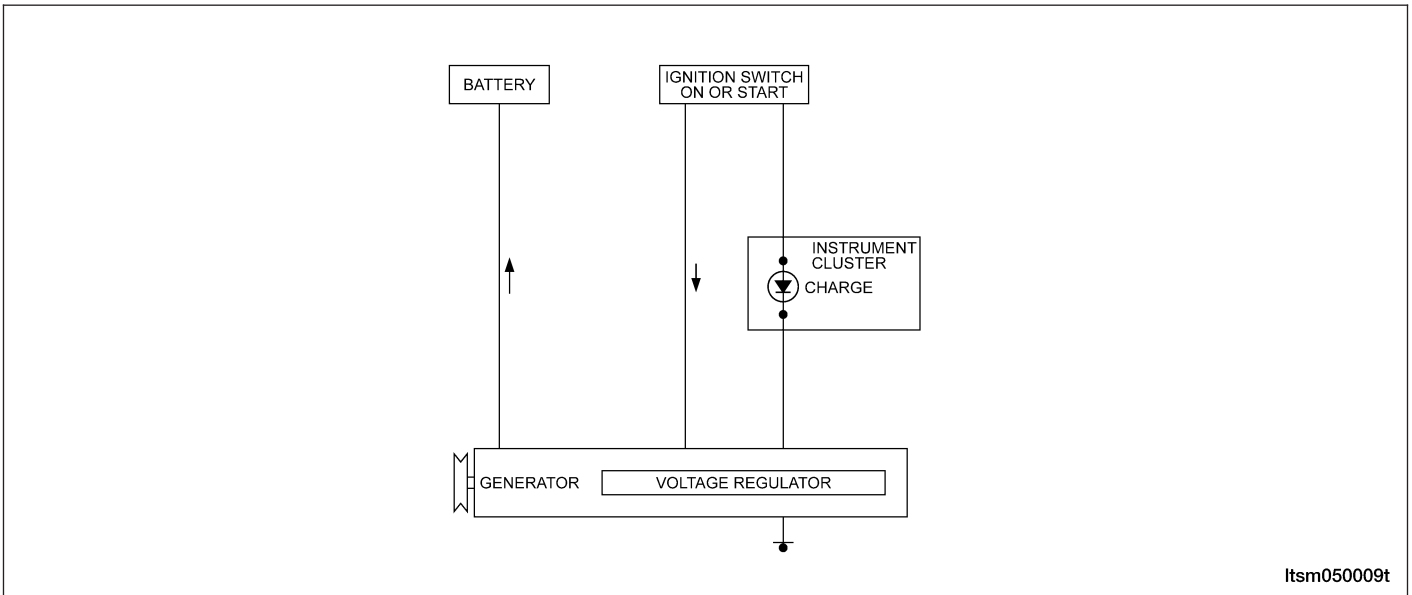 BATTERY
IGNITION SWITCH
ON OR START
INSTRUMENT
CLUSTER
CHARGE
GENERATOR
VOLTAGE REGULATOR
ltsm050009t